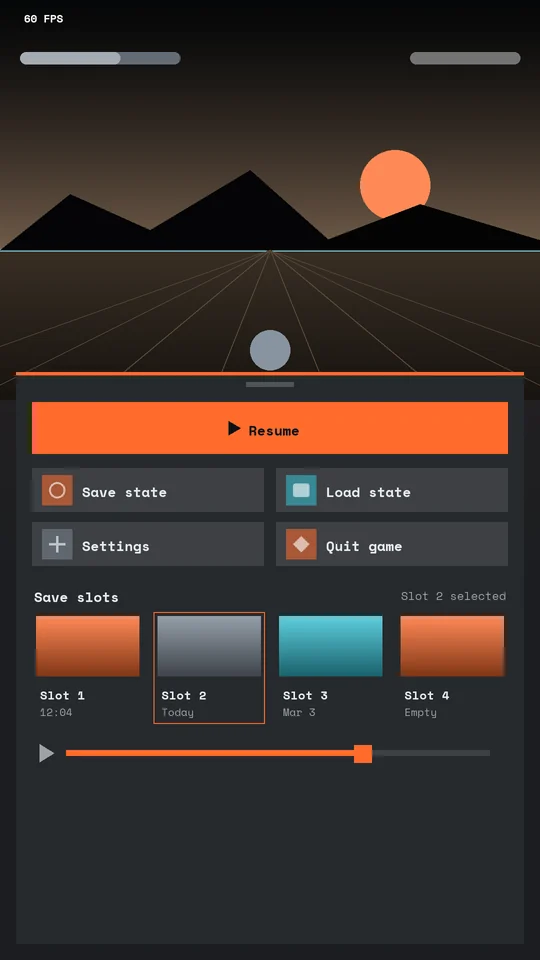 60 FPS
Resume
Save state
Load state
Settings
Quit game
Save slots
Slot 2 selected
Slot 1
12:04
Slot 2
Today
Slot 3
Mar 3
Slot 4
Empty